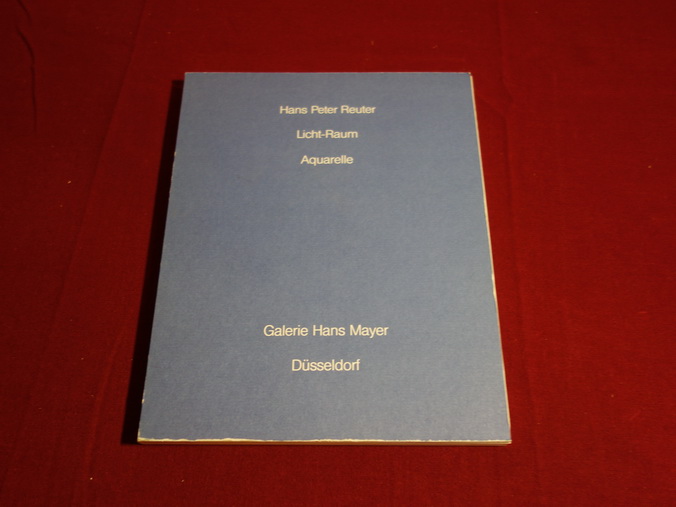 Hans Peter Reuter
Licht-Raum
Aquarelle
Galerie Hans Mayer
Düsseldorf